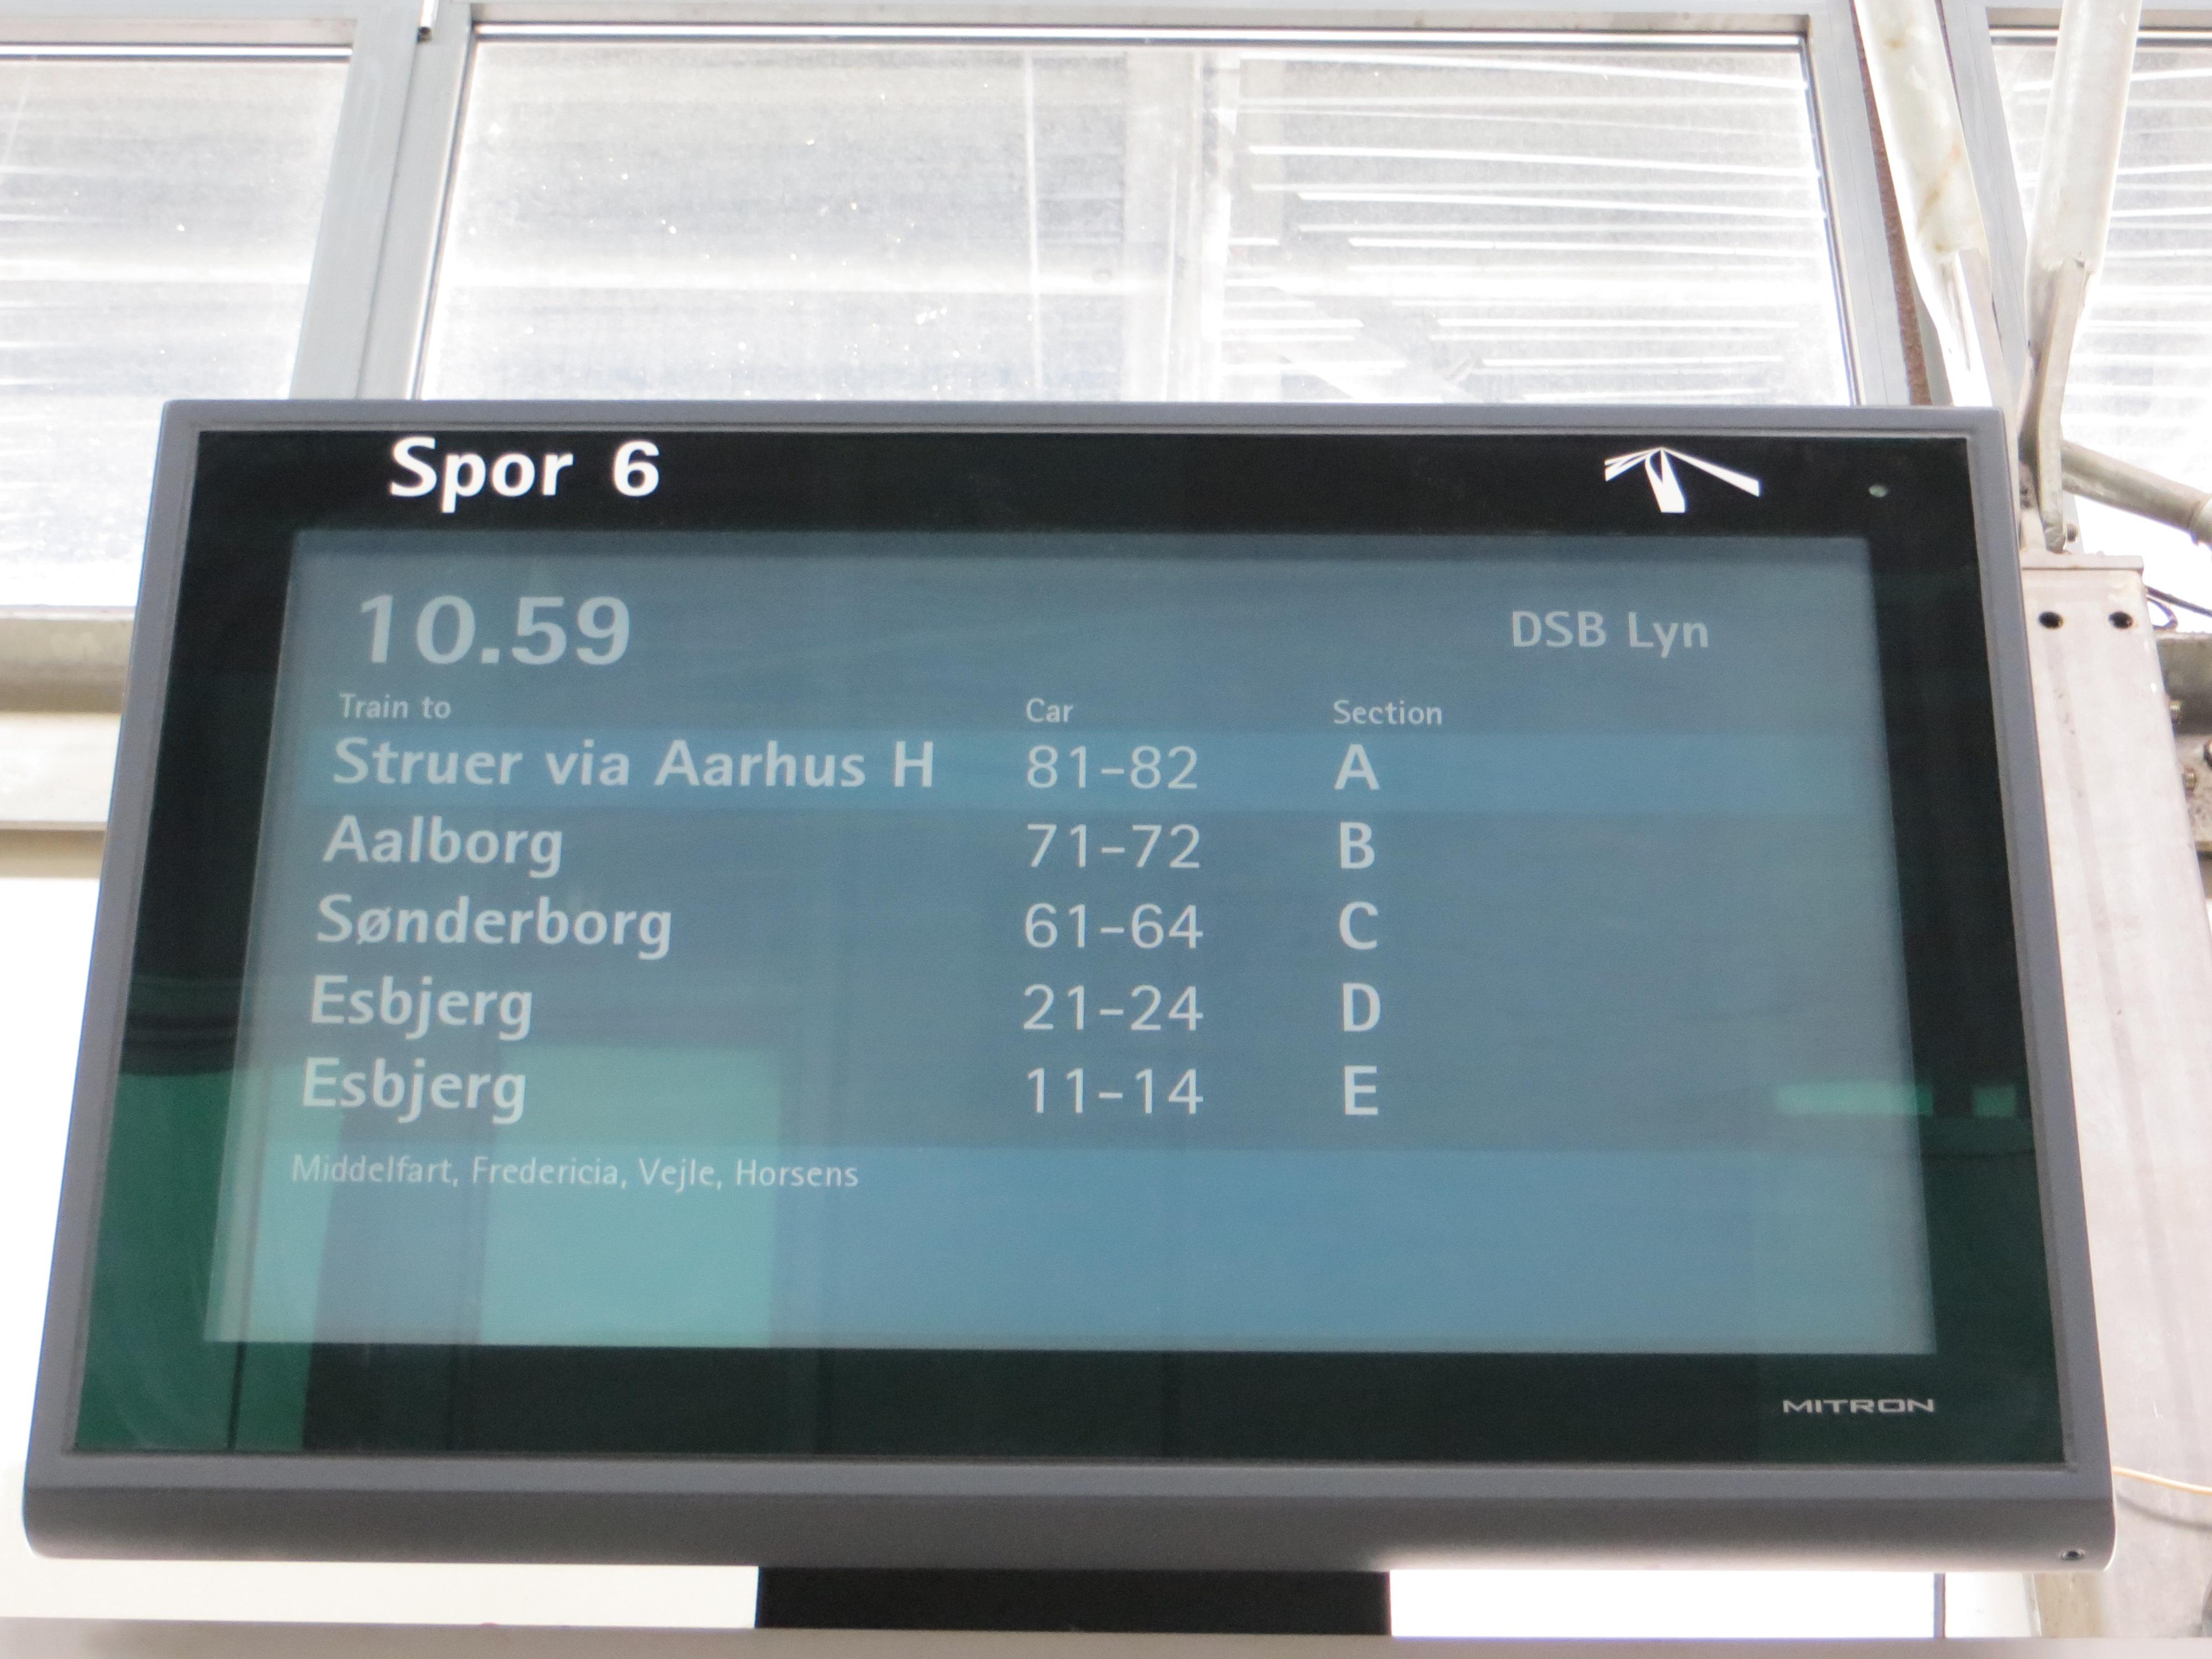 Spor 6
10.59 DSB Lyn
Train to Car Section
Struer via Aarhus H 81-82 A
Aalborg 71-72 B
Sønderborg 61-64 C
Esbjerg 21-24 D
Esbjerg 11-14 E
Middelfart, Fredericia, Vejle, Horsens
MITRON